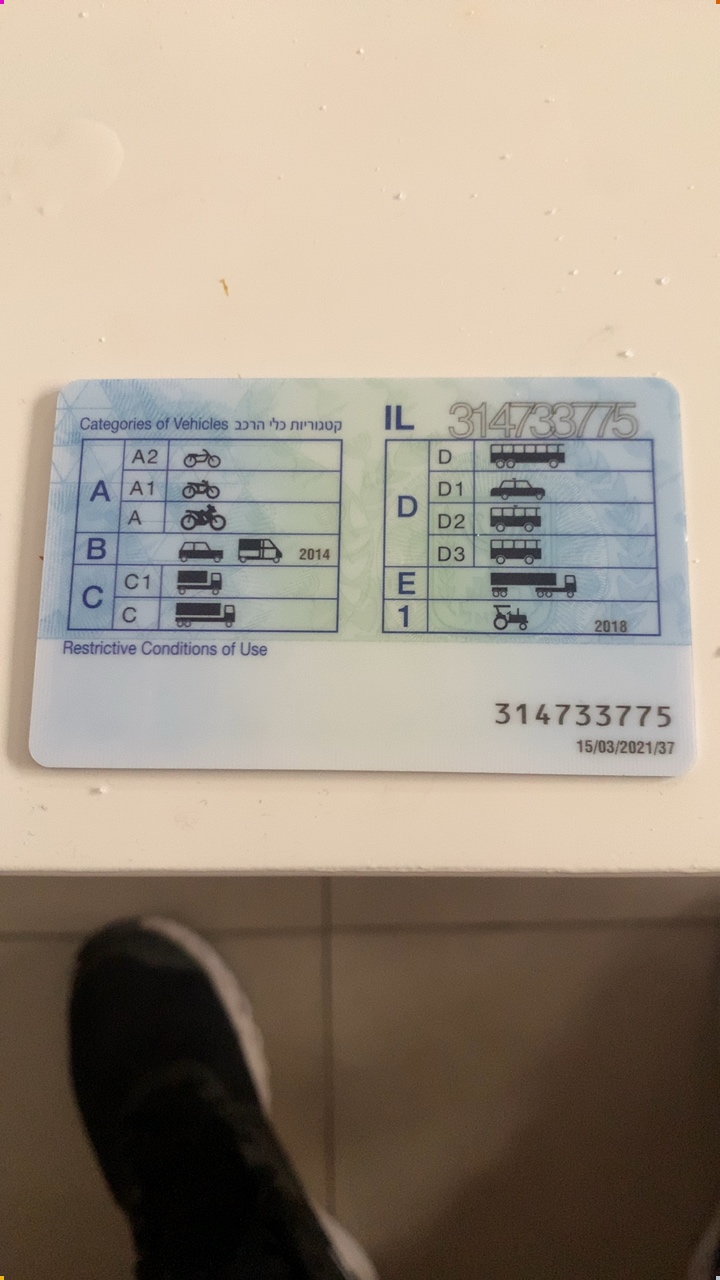 Categories of Vehicles קטגוריות כלי הרכב
IL 314733775
A
A2
A1
A
B 2014
C
C1
C
D
D
D1
D2
D3
E
1 2018
Restrictive Conditions of Use
314733775
15/03/2021/37